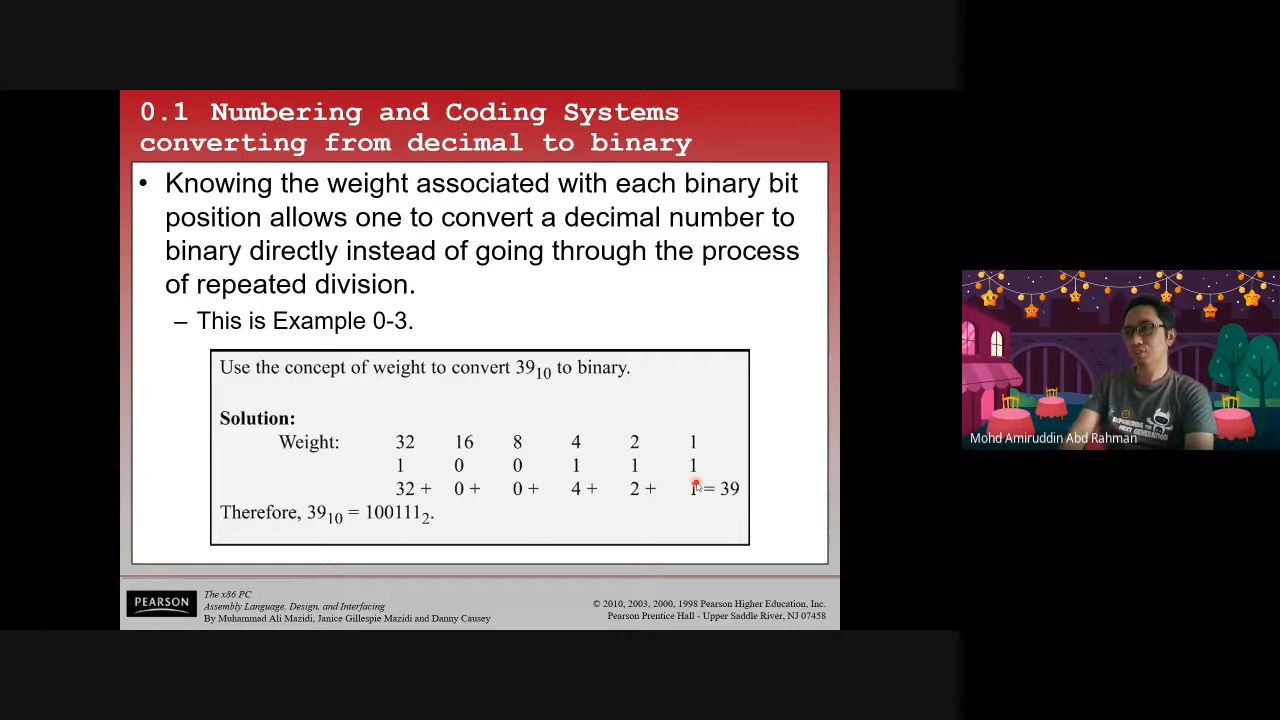 0.1 Numbering and Coding Systems
converting from decimal to binary
• Knowing the weight associated with each binary bit
position allows one to convert a decimal number to
binary directly instead of going through the process
of repeated division.
– This is Example 0-3.
Use the concept of weight to convert 39₁₀ to binary.
Solution:
Weight: 32 16 8 4 2 1
1 0 0 1 1 1
32 + 0 + 0 + 4 + 2 + 1 = 39
Therefore, 39₁₀ = 100111₂.
PEARSON
The x86 PC
Assembly Language, Design, and Interfacing
By Muhammad Ali Mazidi, Janice Gillespie Mazidi and Danny Causey
© 2010, 2003, 2000, 1998 Pearson Higher Education, Inc.
Pearson Prentice Hall - Upper Saddle River, NJ 07458
Mohd Amiruddin Abd Rahman